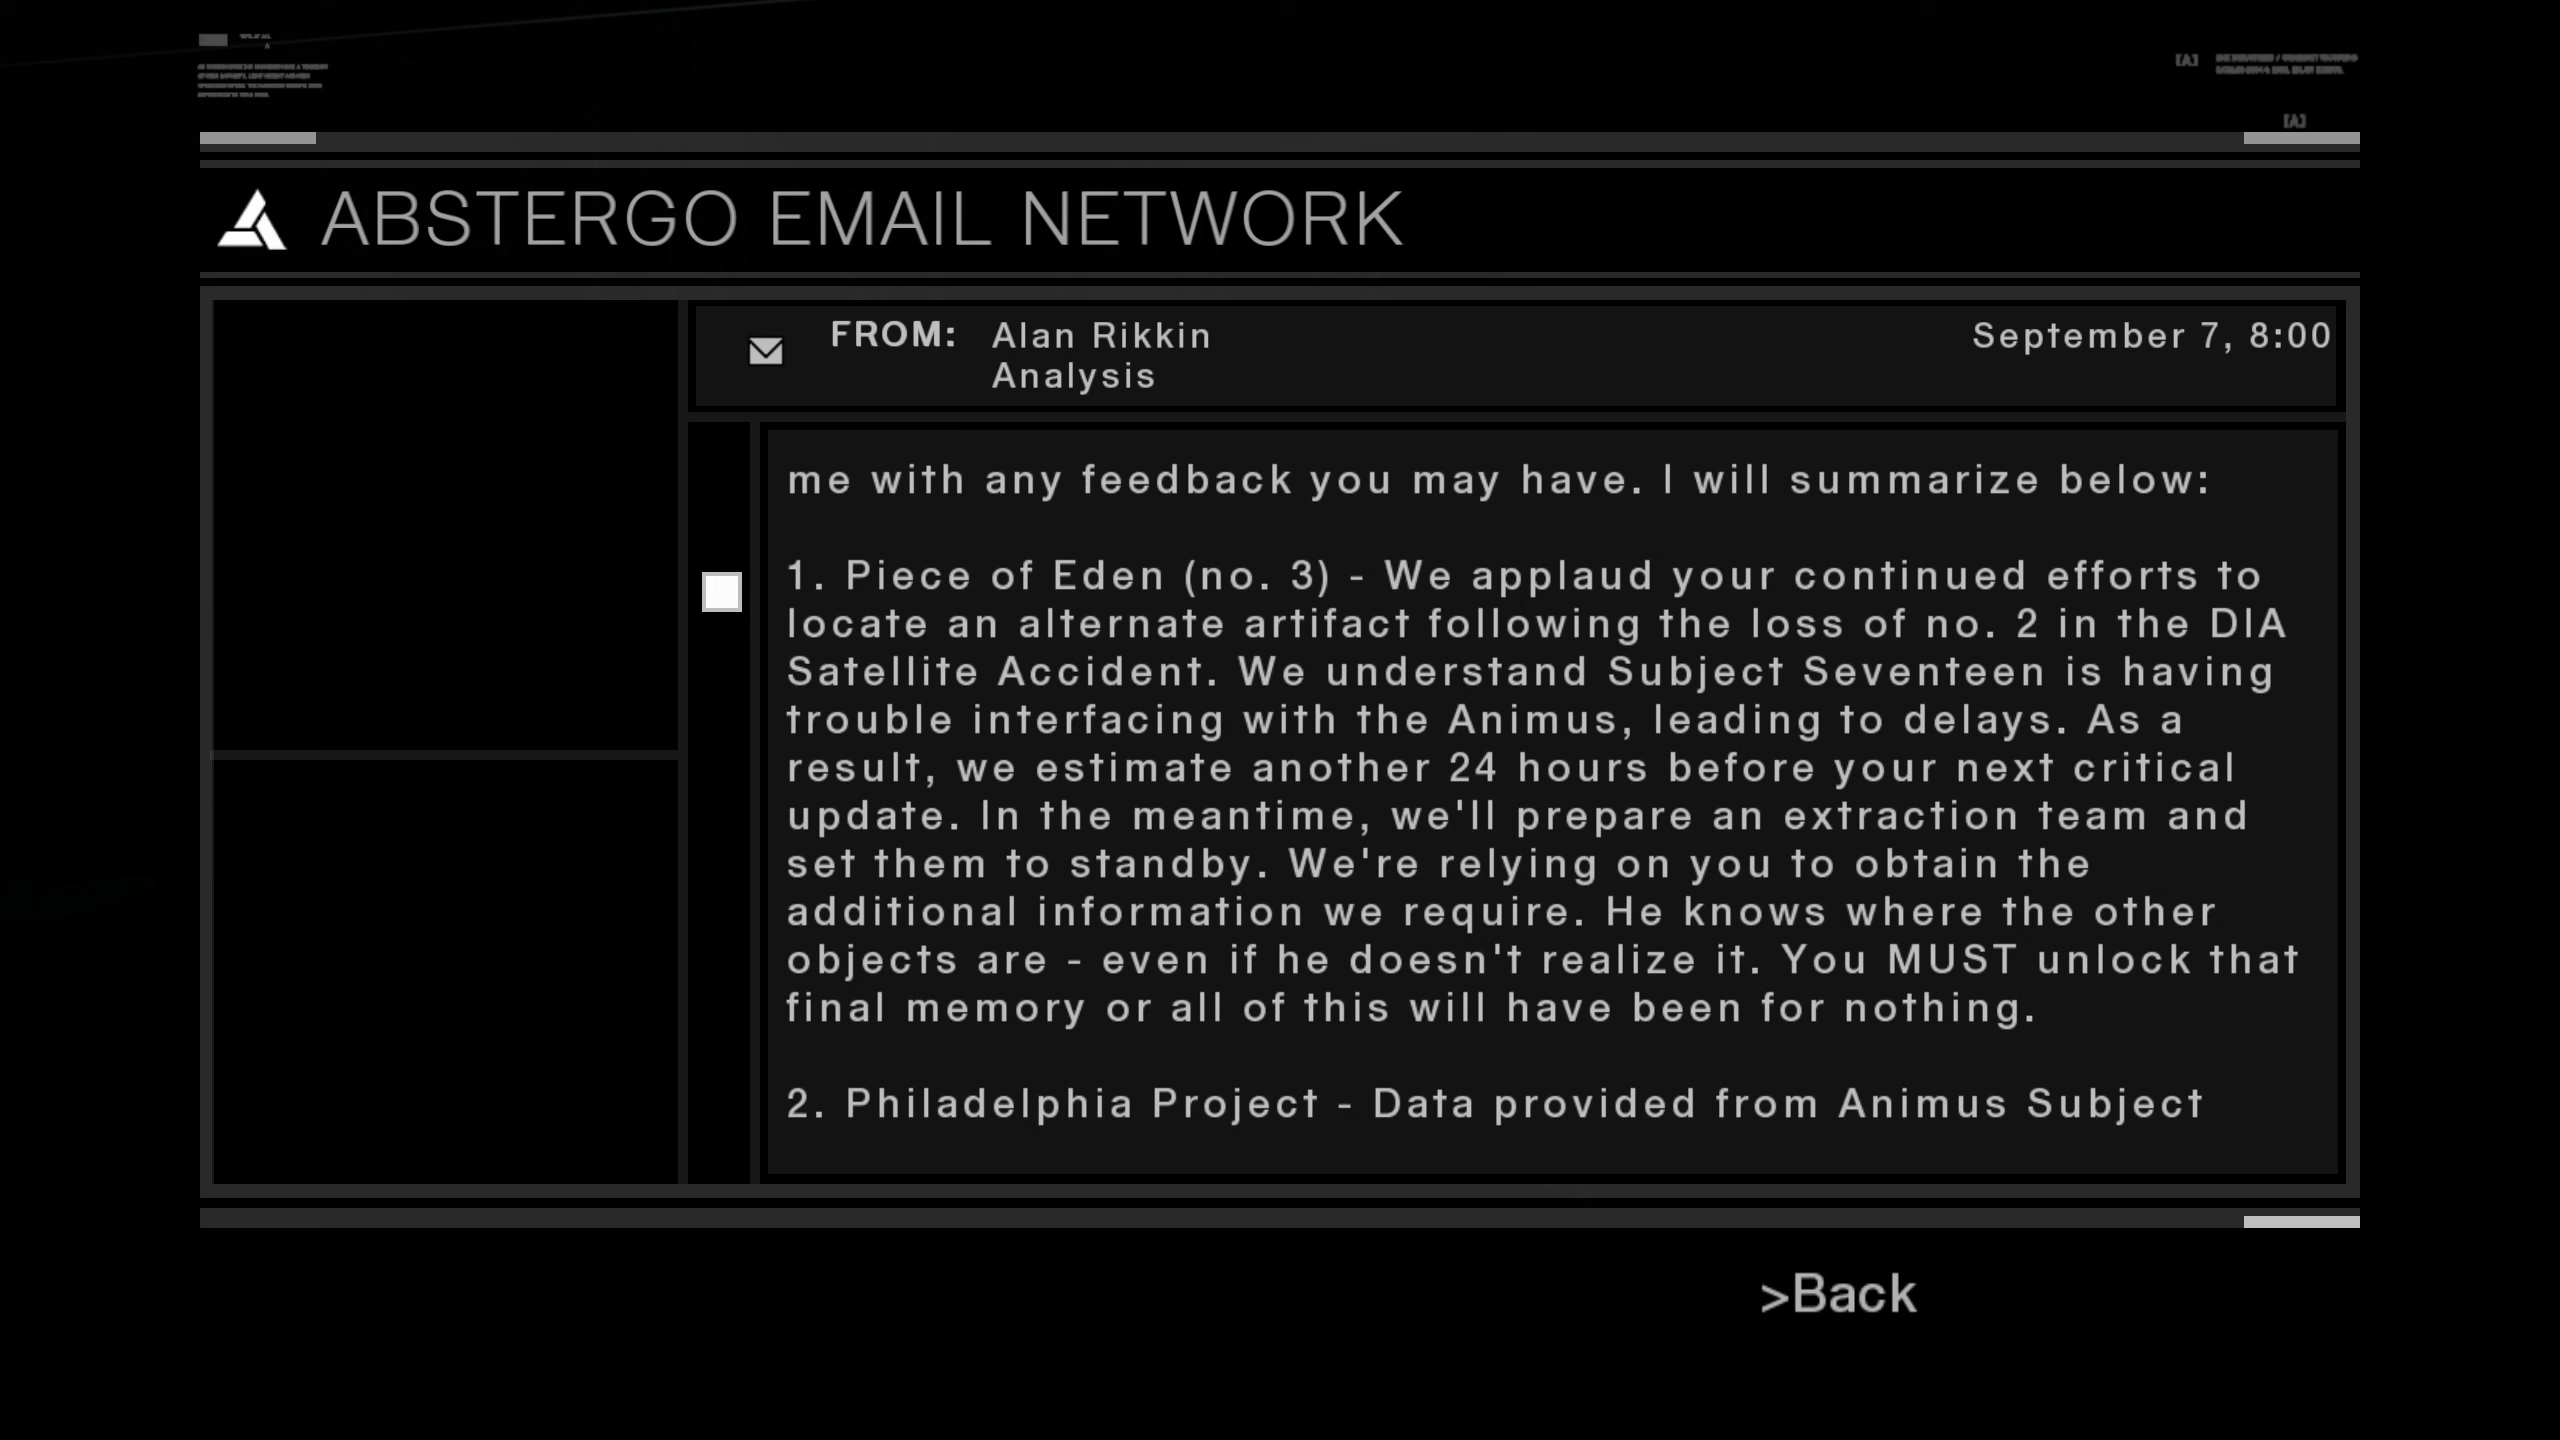 [A]
[A]
ABSTERGO EMAIL NETWORK
FROM: Alan Rikkin
Analysis
September 7, 8:00
me with any feedback you may have. I will summarize below:
1. Piece of Eden (no. 3) - We applaud your continued efforts to
locate an alternate artifact following the loss of no. 2 in the DIA
Satellite Accident. We understand Subject Seventeen is having
trouble interfacing with the Animus, leading to delays. As a
result, we estimate another 24 hours before your next critical
update. In the meantime, we'll prepare an extraction team and
set them to standby. We're relying on you to obtain the
additional information we require. He knows where the other
objects are - even if he doesn't realize it. You MUST unlock that
final memory or all of this will have been for nothing.
2. Philadelphia Project - Data provided from Animus Subject
>Back